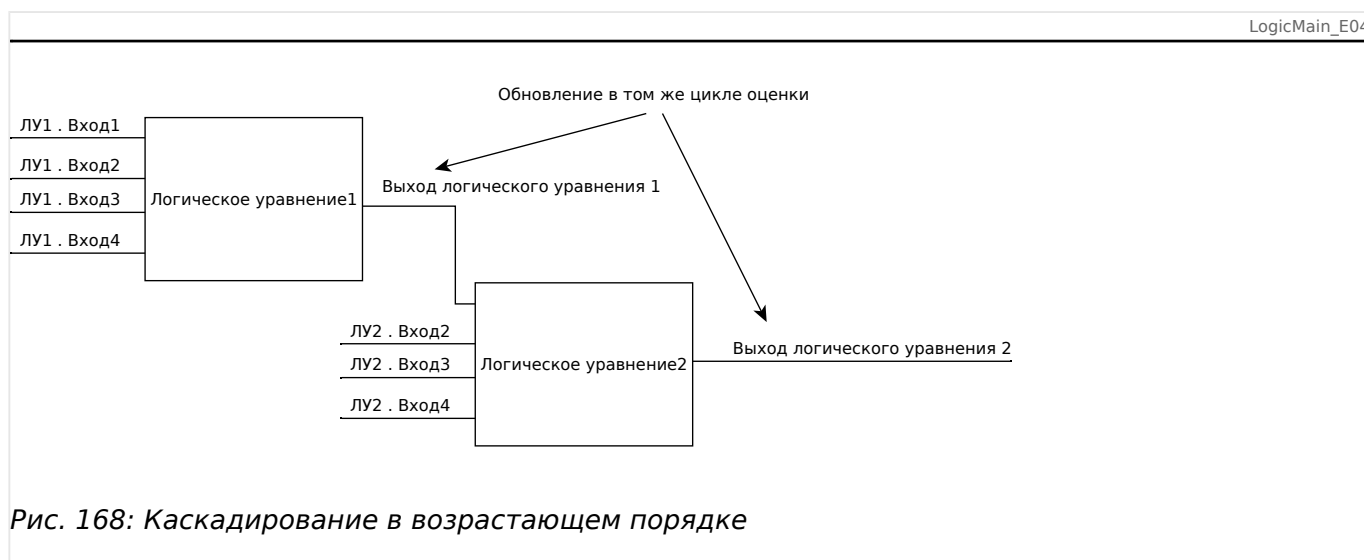 LogicMain_E04
Обновление в том же цикле оценки
ЛУ1 . Вход1
ЛУ1 . Вход2
ЛУ1 . Вход3
ЛУ1 . Вход4
Логическое уравнение1
Выход логического уравнения 1
ЛУ2 . Вход2
ЛУ2 . Вход3
ЛУ2 . Вход4
Логическое уравнение2
Выход логического уравнения 2
Рис. 168: Каскадирование в возрастающем порядке